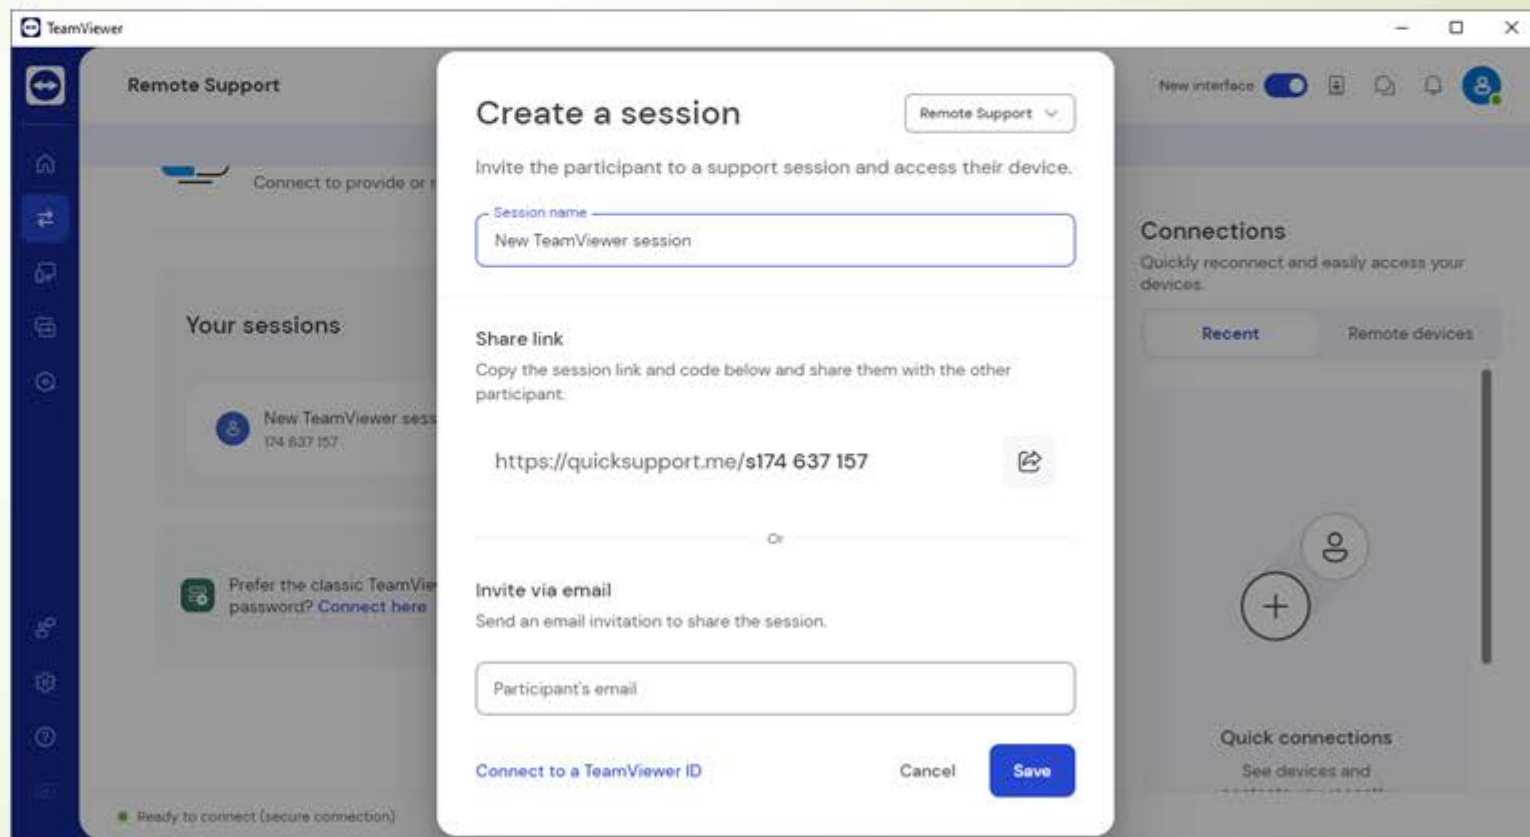 TeamViewer
Remote Support
New interface
Connect to provide or
Your sessions
New TeamViewer sess
174 637 157
Prefer the classic TeamVie
password? Connect here
Ready to connect (secure connection)
Create a session
Remote Support
Invite the participant to a support session and access their device.
Session name
New TeamViewer session
Share link
Copy the session link and code below and share them with the other
participant.
https://quicksupport.me/s174 637 157
Or
Invite via email
Send an email invitation to share the session.
Participant's email
Connect to a TeamViewer ID
Cancel
Save
Connections
Quickly reconnect and easily access your
devices.
Recent
Remote devices
Quick connections
See devices and